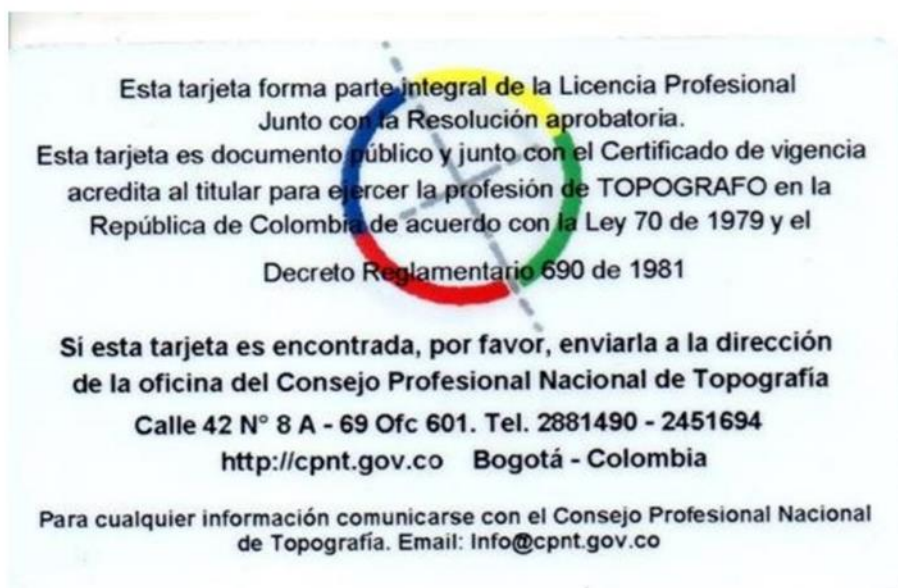 Esta tarjeta forma parte integral de la Licencia Profesional
Junto con la Resolución aprobatoria.
Esta tarjeta es documento público y junto con el Certificado de vigencia
acredita al titular para ejercer la profesión de TOPOGRAFO en la
República de Colombia de acuerdo con la Ley 70 de 1979 y el
Decreto Reglamentario 690 de 1981
Si esta tarjeta es encontrada, por favor, enviarla a la dirección
de la oficina del Consejo Profesional Nacional de Topografía
Calle 42 N° 8 A - 69 Ofc 601. Tel. 2881490 - 2451694
http://cpnt.gov.co Bogotá - Colombia
Para cualquier información comunicarse con el Consejo Profesional Nacional
de Topografía. Email: Info@cpnt.gov.co